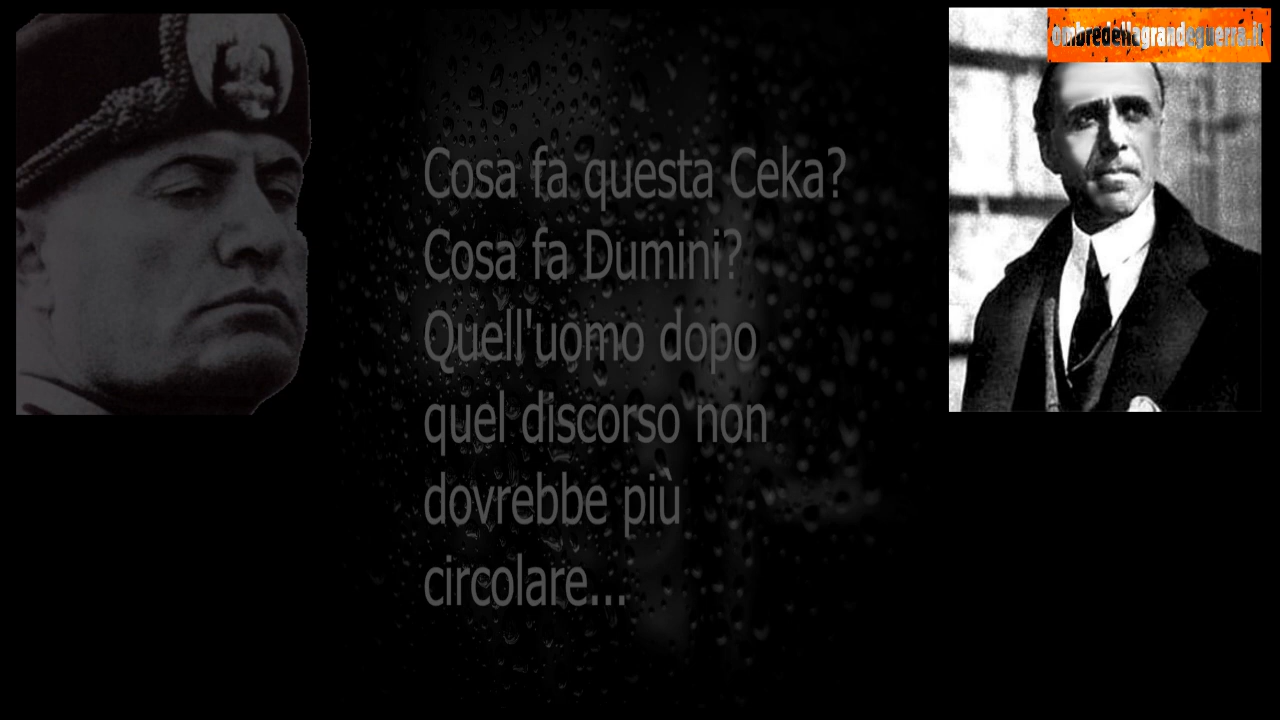 ombredellagrandeguerra.it
Cosa fa questa Ceka?
Cosa fa Dumini?
Quell'uomo dopo
quel discorso non
dovrebbe più
circolare...